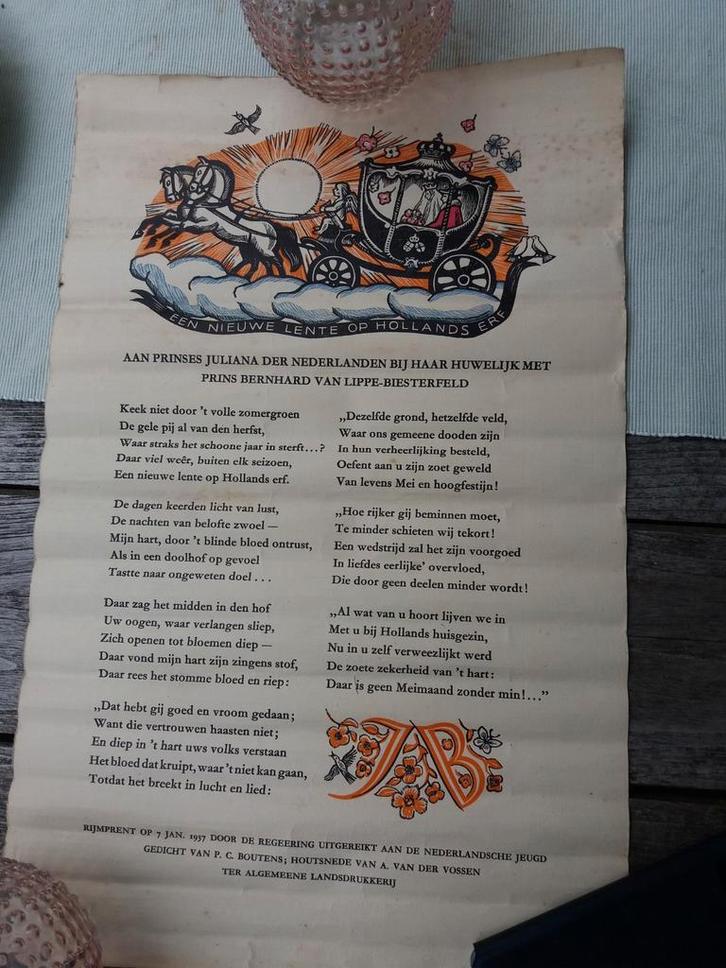 EEN NIEUWE LENTE OP HOLLANDS ERF
AAN PRINSES JULIANA DER NEDERLANDEN BIJ HAAR HUWELIJK MET
PRINS BERNHARD VAN LIPPE-BIESTERFELD
Keek niet door 't volle zomergroen
De gele pij al van den herfst,
Waar straks het schoone jaar in sterft...?
Daar viel weêr, buiten elk seizoen,
Een nieuwe lente op Hollands erf.
De dagen keerden licht van lust,
De nachten van belofte zwoel —
Mijn hart, door 't blinde bloed ontrust,
Als in een doolhof op gevoel
Tastte naar ongeweten doel . . .
Daar zag het midden in den hof
Uw oogen, waar verlangen sliep,
Zich openen tot bloemen diep —
Daar vond mijn hart zijn zingens stof,
Daar rees het stomme bloed en riep:
„Dat hebt gij goed en vroom gedaan;
Want die vertrouwen haasten niet;
En diep in 't hart uws volks verstaan
Het bloed dat kruipt, waar 't niet kan gaan,
Totdat het breekt in lucht en lied:
„Dezelfde grond, hetzelfde veld,
Waar ons gemeene dooden zijn
In hun verheerlijking besteld,
Oefent aan u zijn zoet geweld
Van levens Mei en hoogfestijn!
„Hoe rijker gij beminnen moet,
Te minder schieten wij tekort!
Een wedstrijd zal het zijn voorgoed
In liefdes eerlijke' overvloed,
Die door geen deelen minder wordt!
„Al wat van u hoort lijven we in
Met u bij Hollands huisgezin,
Nu in u zelf verwezlijkt werd
De zoete zekerheid van 't hart:
Daar is geen Meimaand zonder min!..."
JB
RIJMPRENT OP 7 JAN. 1937 DOOR DE REGEERING UITGEREIKT AAN DE NEDERLANDSCHE JEUGD
GEDICHT VAN P. C. BOUTENS; HOUTSNEDE VAN A. VAN DER VOSSEN
TER ALGEMEENE LANDSDRUKKERIJ